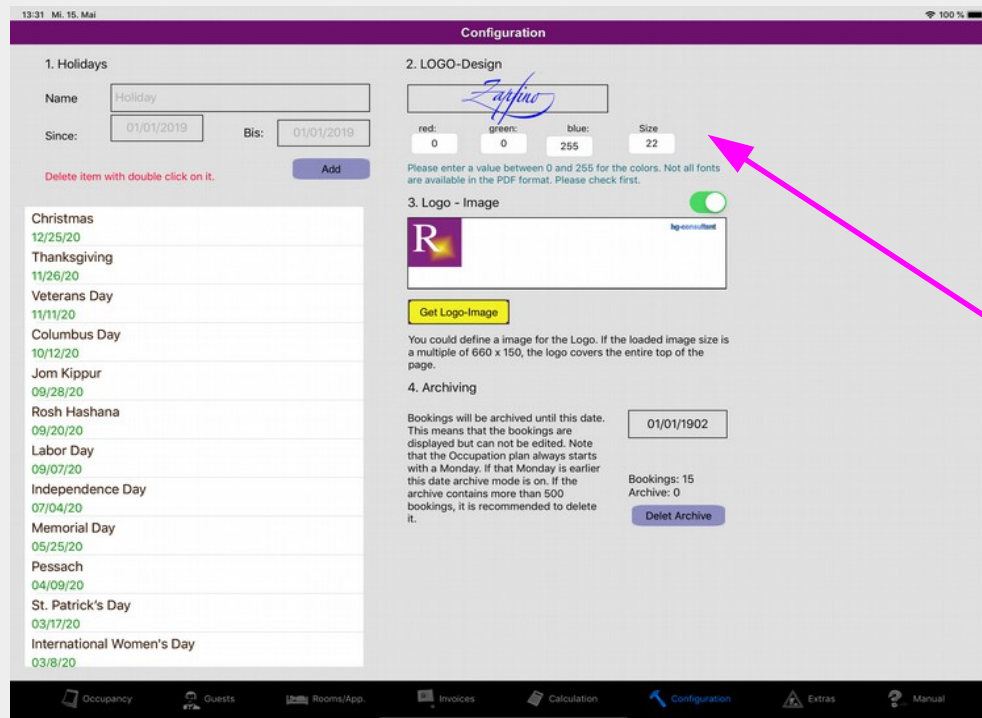 13:31 Mi. 15. Mai
100 %
Configuration
1. Holidays
Name
Holiday
Since:
01/01/2019
Bis:
01/01/2019
Add
Delete item with double click on it.
Christmas
12/25/20
Thanksgiving
11/26/20
Veterans Day
11/11/20
Columbus Day
10/12/20
Jom Kippur
09/28/20
Rosh Hashana
09/20/20
Labor Day
09/07/20
Independence Day
07/04/20
Memorial Day
05/25/20
Pessach
04/09/20
St. Patrick's Day
03/17/20
International Women's Day
03/8/20
2. LOGO-Design
Zapfino
red:
green:
blue:
Size
0
0
255
22
Please enter a value between 0 and 255 for the colors. Not all fonts
are available in the PDF format. Please check first.
3. Logo - Image
R
hg-consultent
Get Logo-Image
You could define a image for the Logo. If the loaded image size is
a multiple of 660 x 150, the logo covers the entire top of the
page.
4. Archiving
Bookings will be archived until this date.
This means that the bookings are
displayed but can not be edited. Note
that the Occupation plan always starts
with a Monday. If that Monday is earlier
this date archive mode is on. If the
archive contains more than 500
bookings, it is recommended to delete
it.
01/01/1902
Bookings: 15
Archive: 0
Delet Archive
Occupancy
Guests
Rooms/App.
Invoices
Calculation
Configuration
Extras
Manual